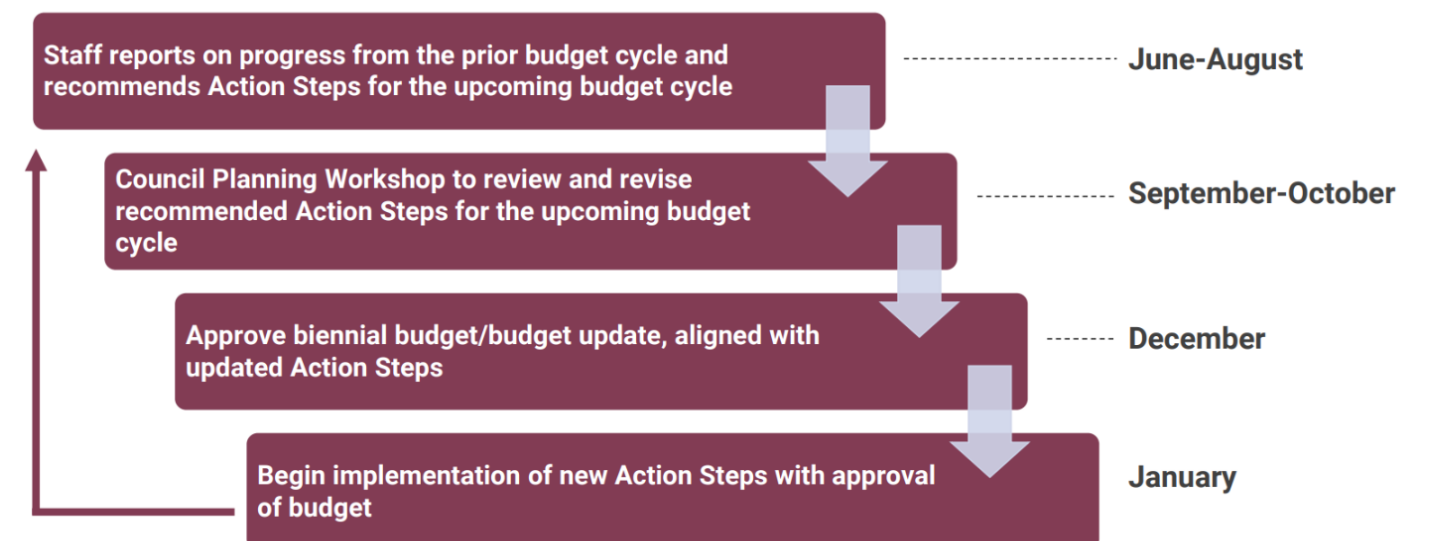 Staff reports on progress from the prior budget cycle and
recommends Action Steps for the upcoming budget cycle
June-August
Council Planning Workshop to review and revise
recommended Action Steps for the upcoming budget
cycle
September-October
Approve biennial budget/budget update, aligned with
updated Action Steps
December
Begin implementation of new Action Steps with approval
of budget
January